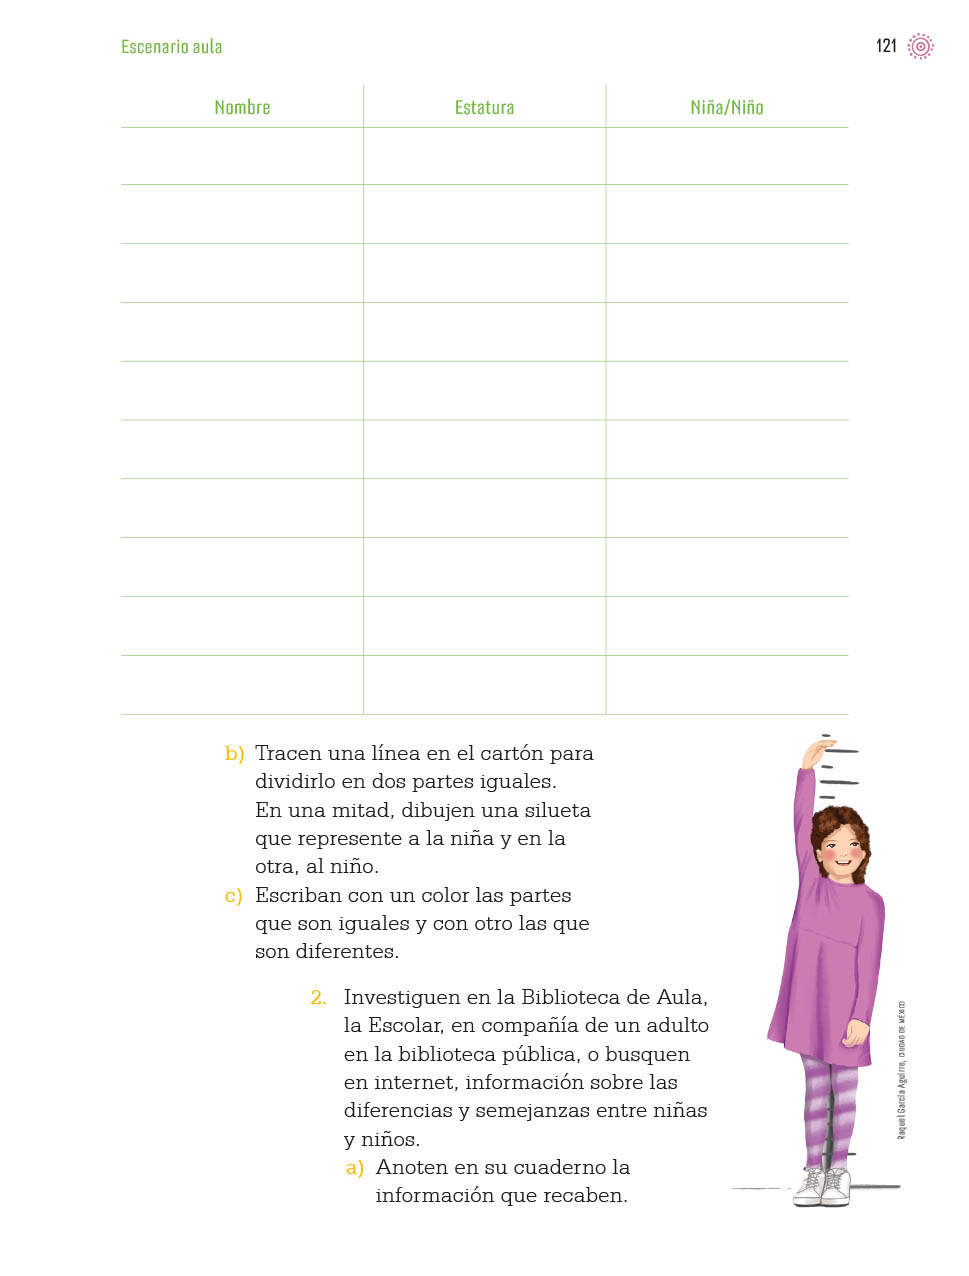 Escenario aula
121
Nombre Estatura Niña/Niño
b) Tracen una línea en el cartón para
dividirlo en dos partes iguales.
En una mitad, dibujen una silueta
que represente a la niña y en la
otra, al niño.
c) Escriban con un color las partes
que son iguales y con otro las que
son diferentes.
2. Investiguen en la Biblioteca de Aula,
la Escolar, en compañía de un adulto
en la biblioteca pública, o busquen
en internet, información sobre las
diferencias y semejanzas entre niñas
y niños.
a) Anoten en su cuaderno la
información que recaben.
Raquel García Aguirre, CIUDAD DE MÉXICO